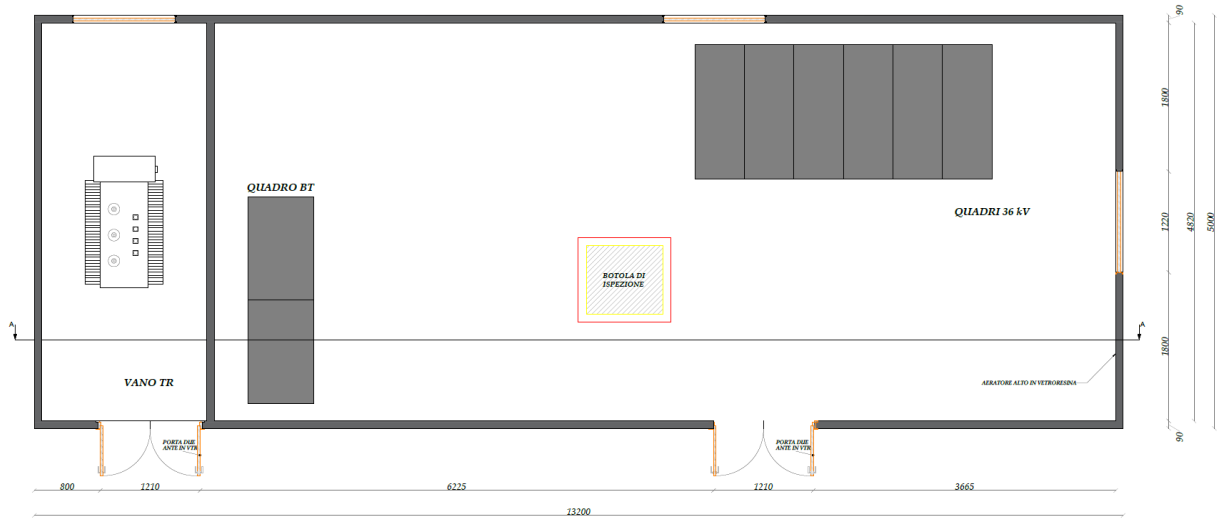 90
1800
1220
4820
5000
1800
90
QUADRO BT
QUADRI 36 kV
BOTOLA DI
ISPEZIONE
A
A
VANO TR
AERATORE ALTO IN VETRORESINA
PORTA DUE
ANTE IN VTR
PORTA DUE
ANTE IN VTR
800
1210
6225
1210
3665
13200